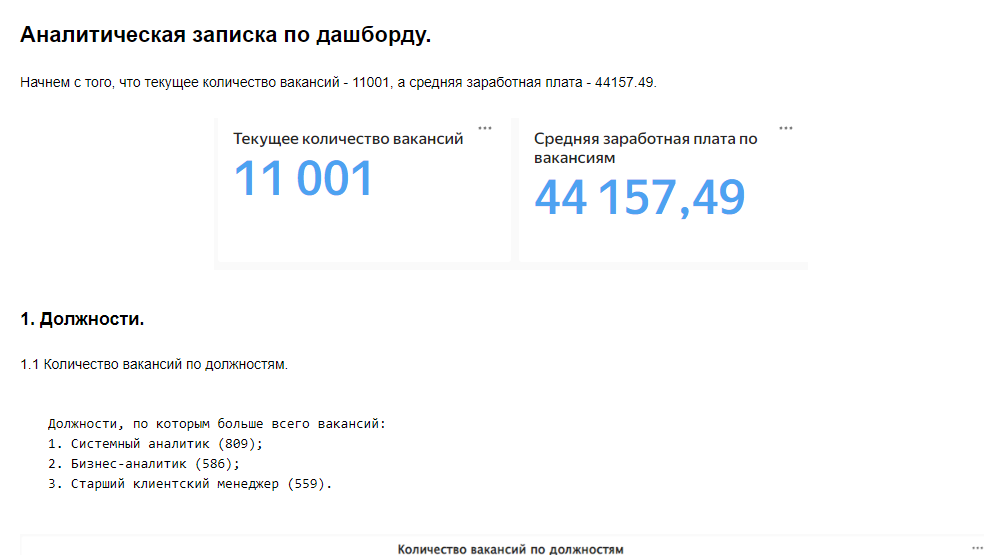 Аналитическая записка по дашборду.
Начнем с того, что текущее количество вакансий - 11001, а средняя заработная плата - 44157.49.
Текущее количество вакансий
11 001
Средняя заработная плата по
вакансиям
44 157,49
1. Должности.
1.1 Количество вакансий по должностям.
Должности, по которым больше всего вакансий:
1. Системный аналитик (809);
2. Бизнес-аналитик (586);
3. Старший клиентский менеджер (559).
Количество вакансий по должностям